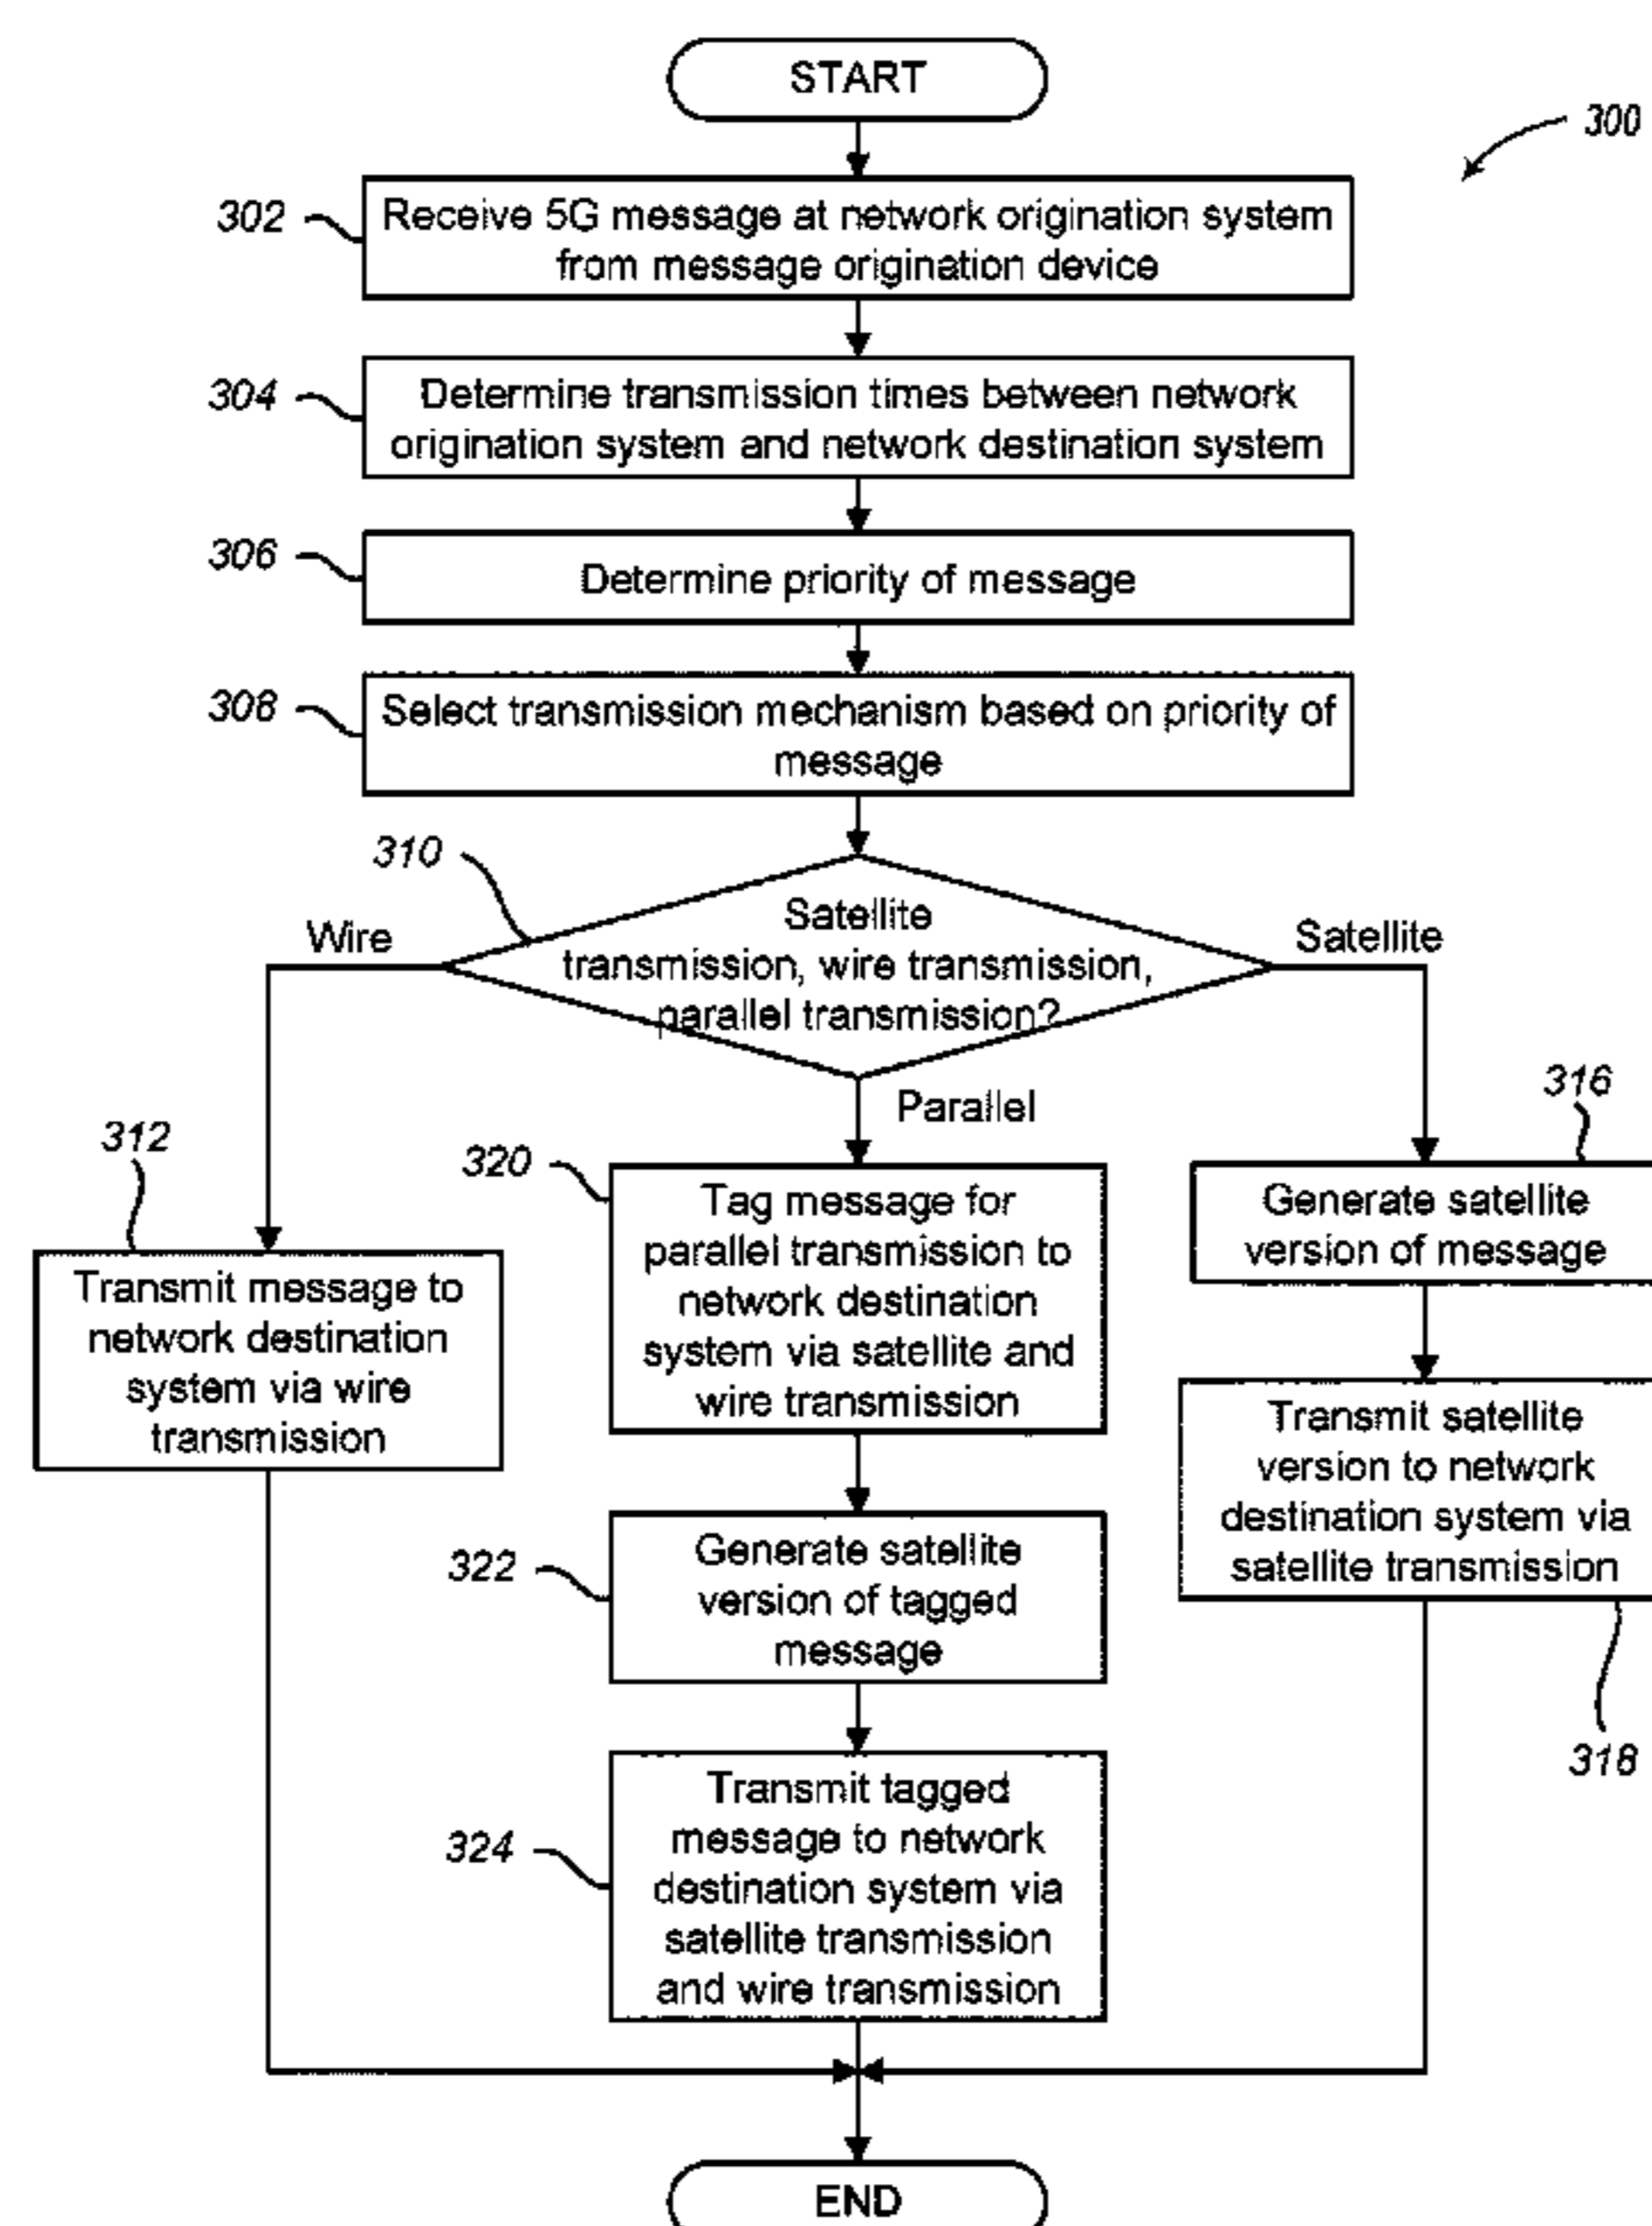 START
300
302
Receive 5G message at network origination system
from message origination device
304
Determine transmission times between network
origination system and network destination system
306
Determine priority of message
308
Select transmission mechanism based on priority of
message
310
Satellite
transmission, wire transmission,
parallel transmission?
Wire
Satellite
Parallel
312
Transmit message to
network destination
system via wire
transmission
320
Tag message for
parallel transmission to
network destination
system via satellite and
wire transmission
316
Generate satellite
version of message
Transmit satellite
version to network
destination system via
satellite transmission
318
322
Generate satellite
version of tagged
message
324
Transmit tagged
message to network
destination system via
satellite transmission
and wire transmission
END